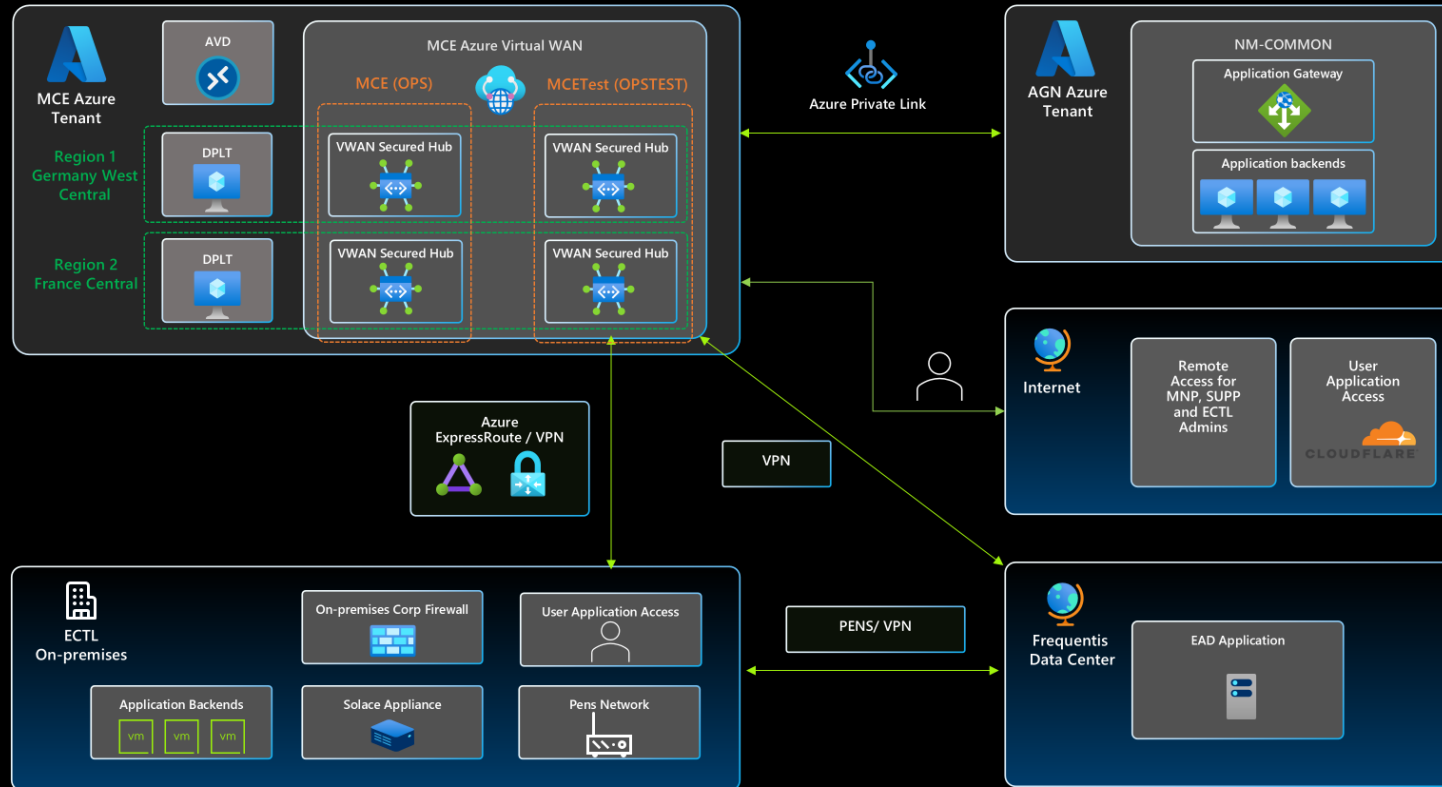 MCE Azure
Tenant
AVD
MCE Azure Virtual WAN
MCE (OPS)
MCETest (OPSTEST)
Region 1
Germany West
Central
DPLT
VWAN Secured Hub
VWAN Secured Hub
Region 2
France Central
DPLT
VWAN Secured Hub
VWAN Secured Hub
Azure Private Link
AGN Azure
Tenant
NM-COMMON
Application Gateway
Application backends
Internet
Remote
Access for
MNP, SUPP
and ECTL
Admins
User
Application
Access
CLOUDFLARE
Azure
ExpressRoute / VPN
VPN
ECTL
On-premises
On-premises Corp Firewall
User Application Access
Application Backends
vm
vm
vm
Solace Appliance
Pens Network
PENS/ VPN
Frequentis
Data Center
EAD Application